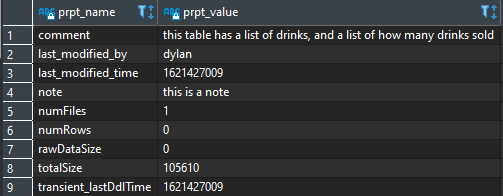 prpt_name prpt_value
1 comment this table has a list of drinks, and a list of how many drinks sold
2 last_modified_by dylan
3 last_modified_time 1621427009
4 note this is a note
5 numFiles 1
6 numRows 0
7 rawDataSize 0
8 totalSize 105610
9 transient_lastDdlTime 1621427009